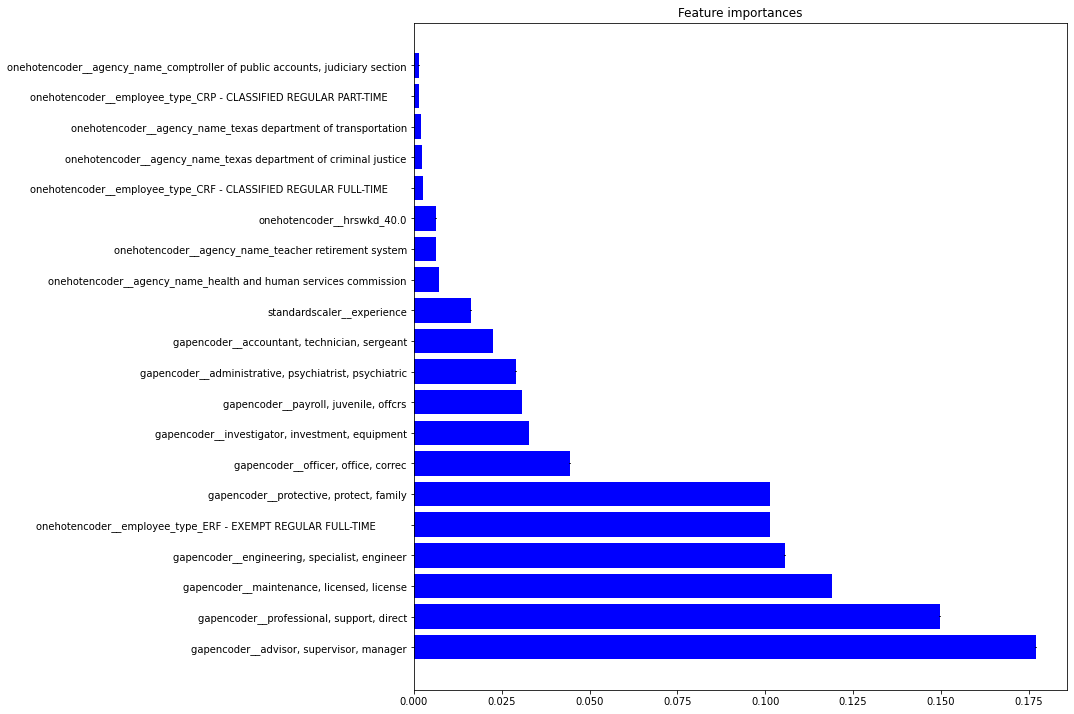 Feature importances
onehotencoder__agency_name_comptroller of public accounts, judiciary section
onehotencoder__employee_type_CRP - CLASSIFIED REGULAR PART-TIME
onehotencoder__agency_name_texas department of transportation
onehotencoder__agency_name_texas department of criminal justice
onehotencoder__employee_type_CRF - CLASSIFIED REGULAR FULL-TIME
onehotencoder__hrswkd_40.0
onehotencoder__agency_name_teacher retirement system
onehotencoder__agency_name_health and human services commission
standardscaler__experience
gapencoder__accountant, technician, sergeant
gapencoder__administrative, psychiatrist, psychiatric
gapencoder__payroll, juvenile, offcrs
gapencoder__investigator, investment, equipment
gapencoder__officer, office, correc
gapencoder__protective, protect, family
onehotencoder__employee_type_ERF - EXEMPT REGULAR FULL-TIME
gapencoder__engineering, specialist, engineer
gapencoder__maintenance, licensed, license
gapencoder__professional, support, direct
gapencoder__advisor, supervisor, manager
0.000 0.025 0.050 0.075 0.100 0.125 0.150 0.175